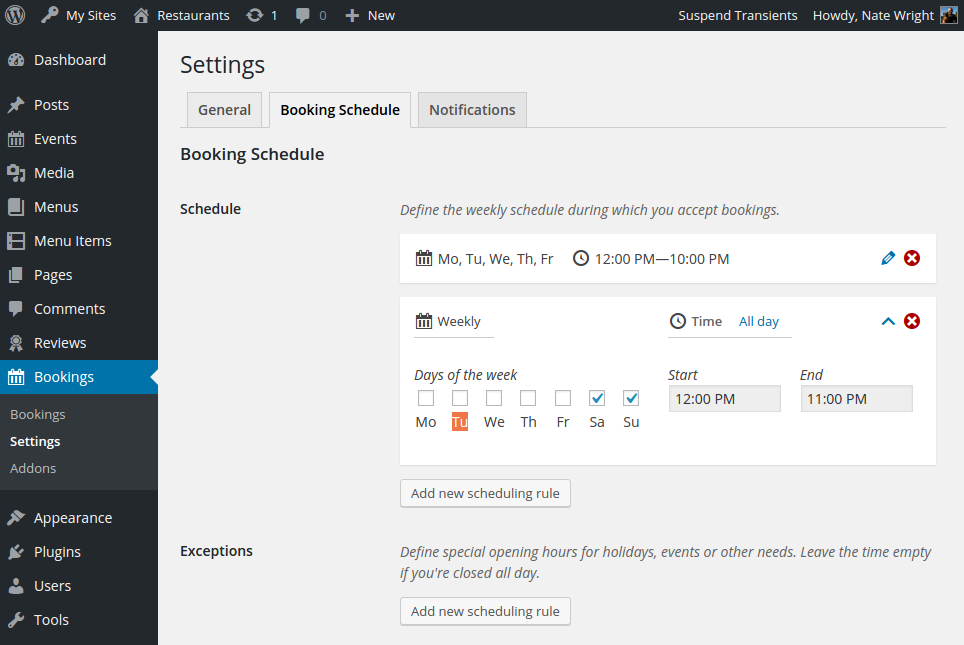 My Sites Restaurants 1 0 New Suspend Transients Howdy, Nate Wright
Dashboard
Posts
Events
Media
Menus
Menu Items
Pages
Comments
Reviews
Bookings
Bookings
Settings
Addons
Appearance
Plugins
Users
Tools
Settings
General Booking Schedule Notifications
Booking Schedule
Schedule
Define the weekly schedule during which you accept bookings.
Mo, Tu, We, Th, Fr 12:00 PM—10:00 PM
Weekly Time All day
Days of the week Start End
12:00 PM 11:00 PM
Mo Tu We Th Fr Sa Su
Add new scheduling rule
Exceptions
Define special opening hours for holidays, events or other needs. Leave the time empty
if you're closed all day.
Add new scheduling rule